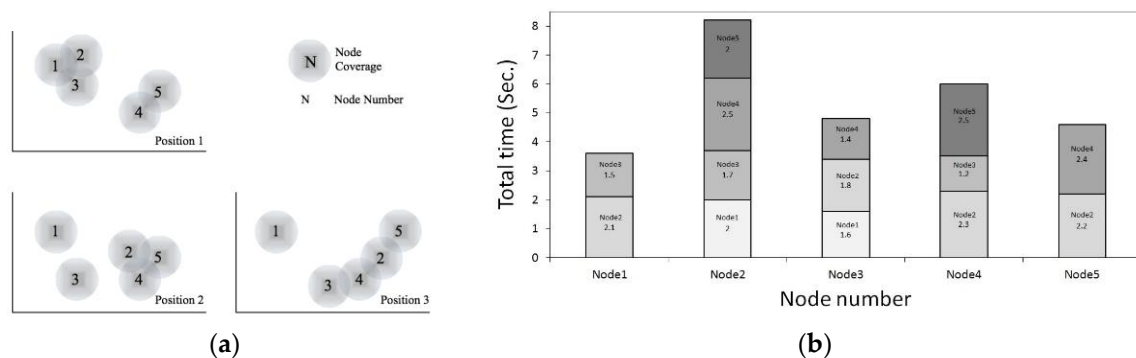 1
2
3
4
5
Position 1
N
Node
Coverage
N
Node Number
1
2
3
4
5
Position 2
1
2
3
4
5
Position 3
(a)
Total time (Sec.)
8
7
6
5
4
3
2
1
0
Node3
1.5
Node2
2.1
Node5
2
Node4
2.5
Node3
1.7
Node1
2
Node4
1.4
Node2
1.8
Node1
1.6
Node5
2.5
Node3
1.2
Node2
2.3
Node4
2.4
Node2
2.2
Node1
Node2
Node3
Node4
Node5
Node number
(b)